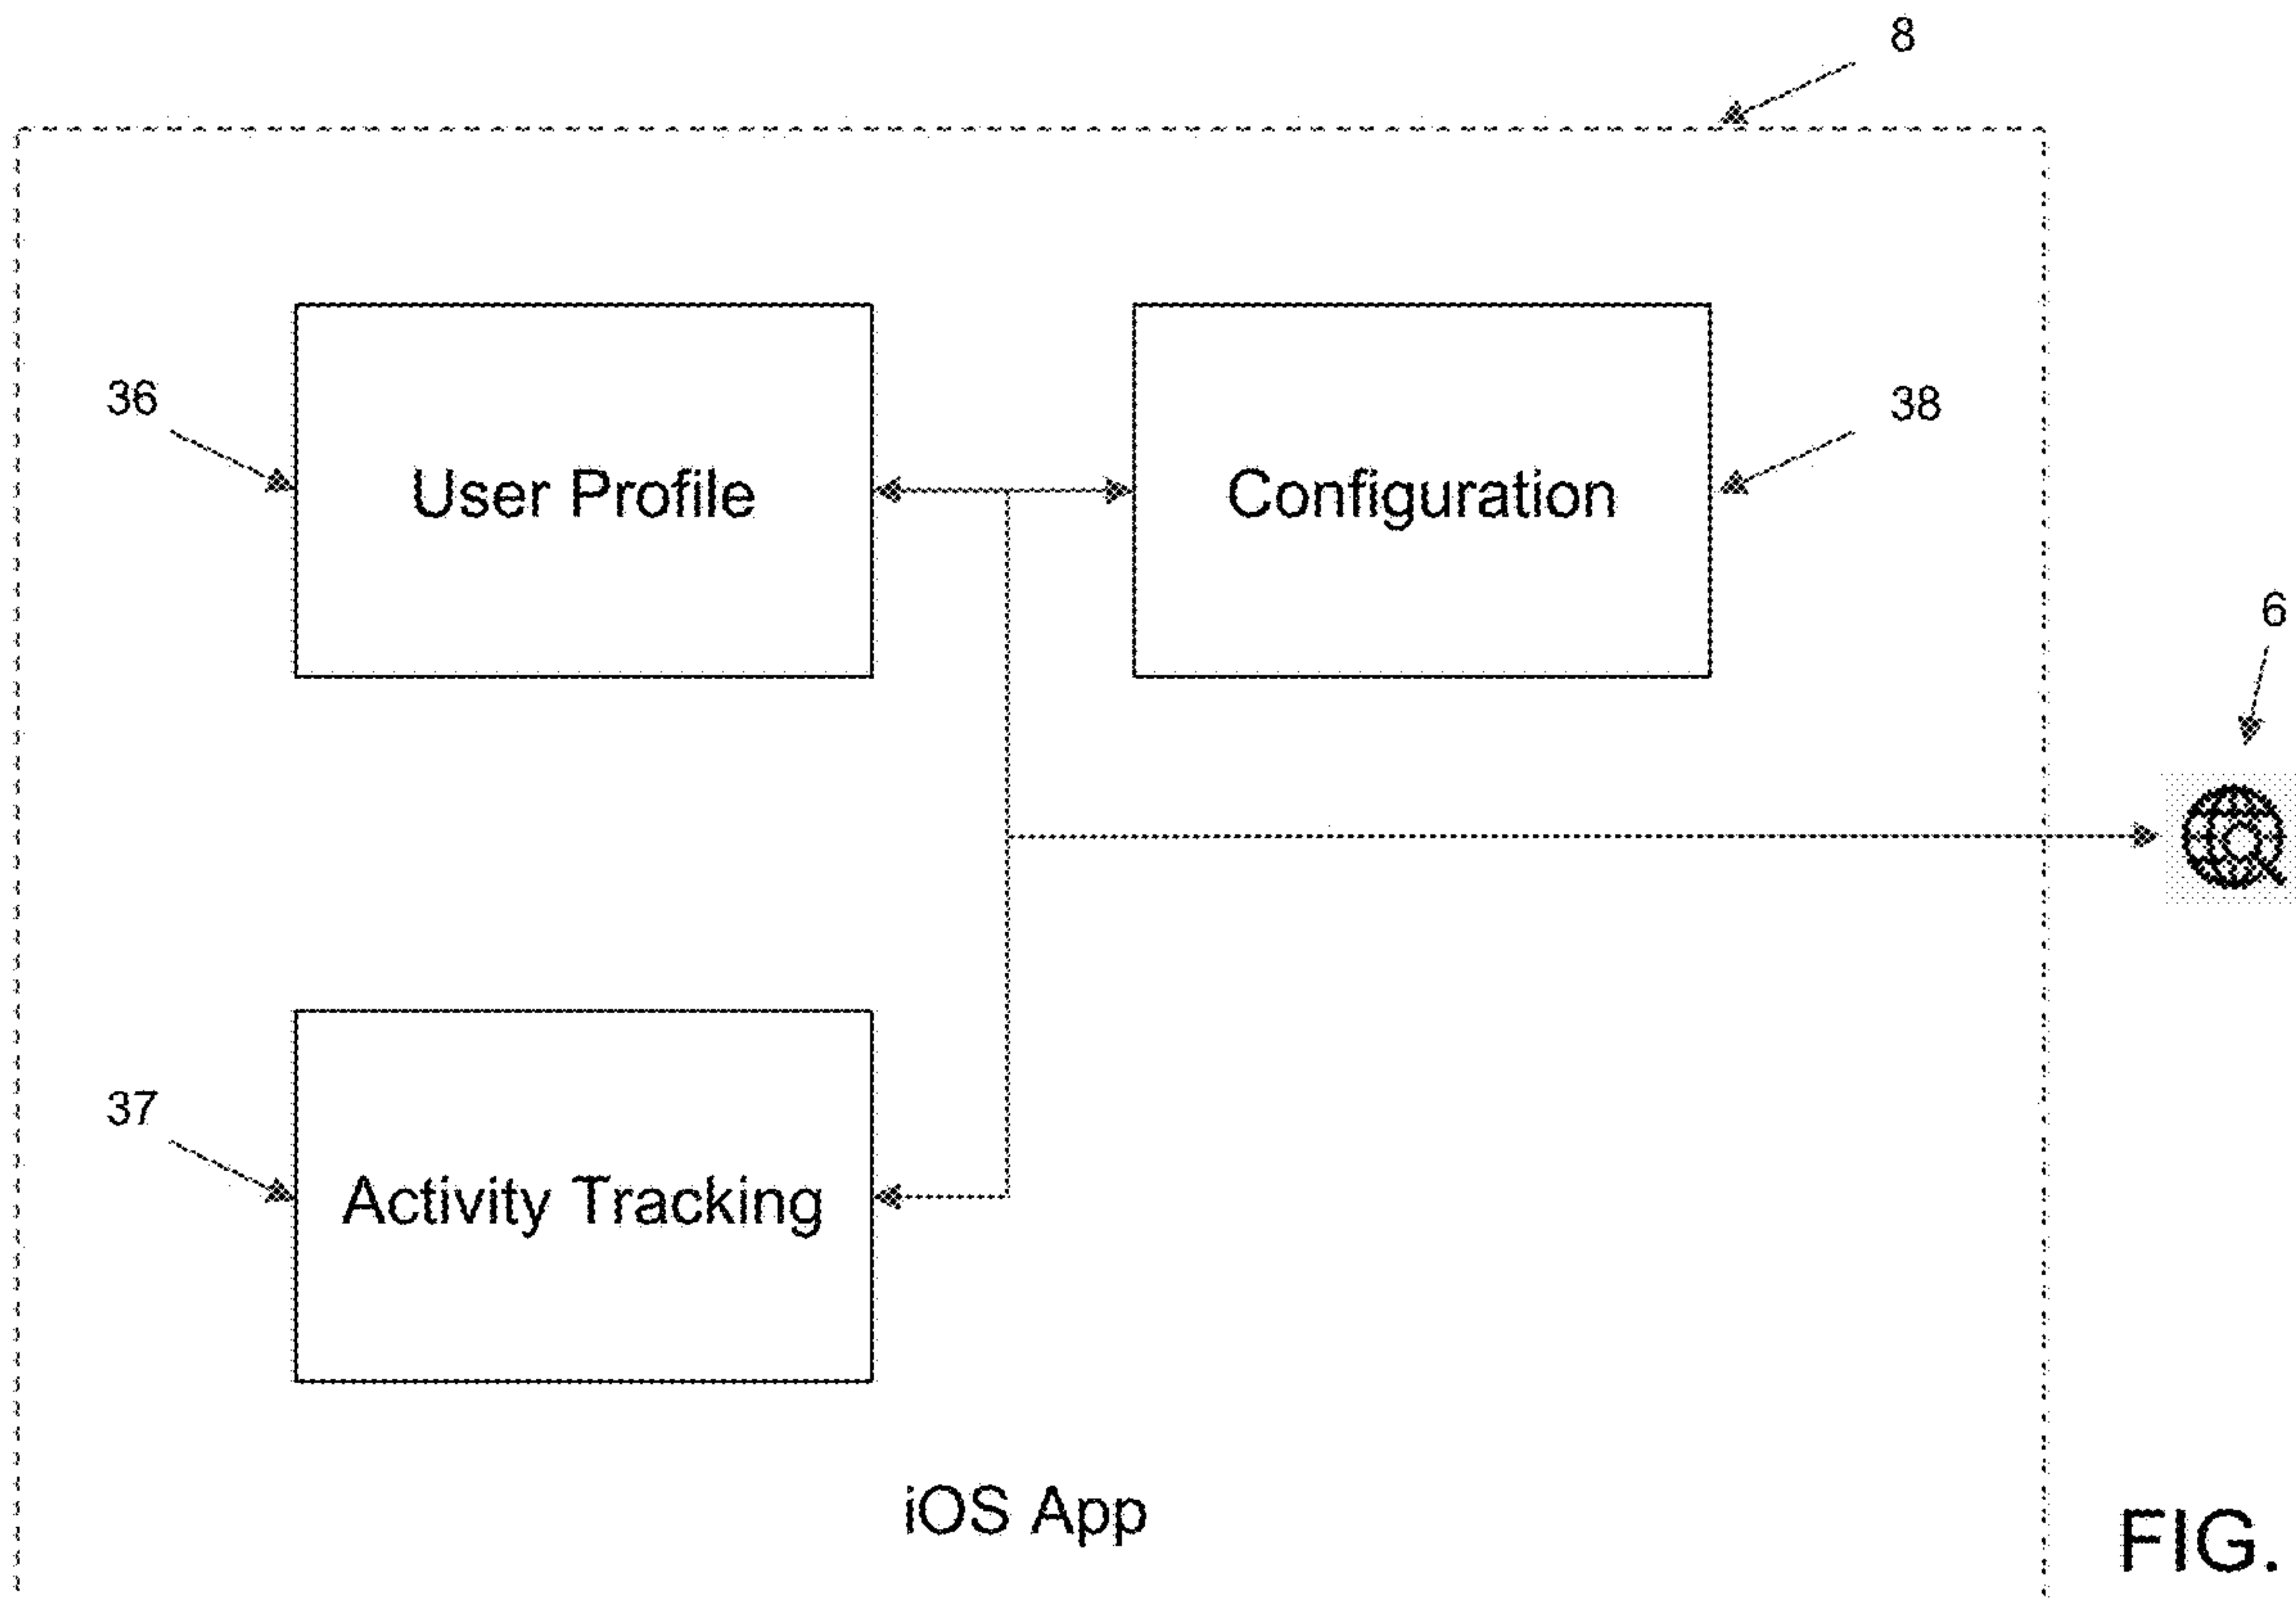 8
36
User Profile
Configuration
38
6
37
Activity Tracking
iOS App
FIG.